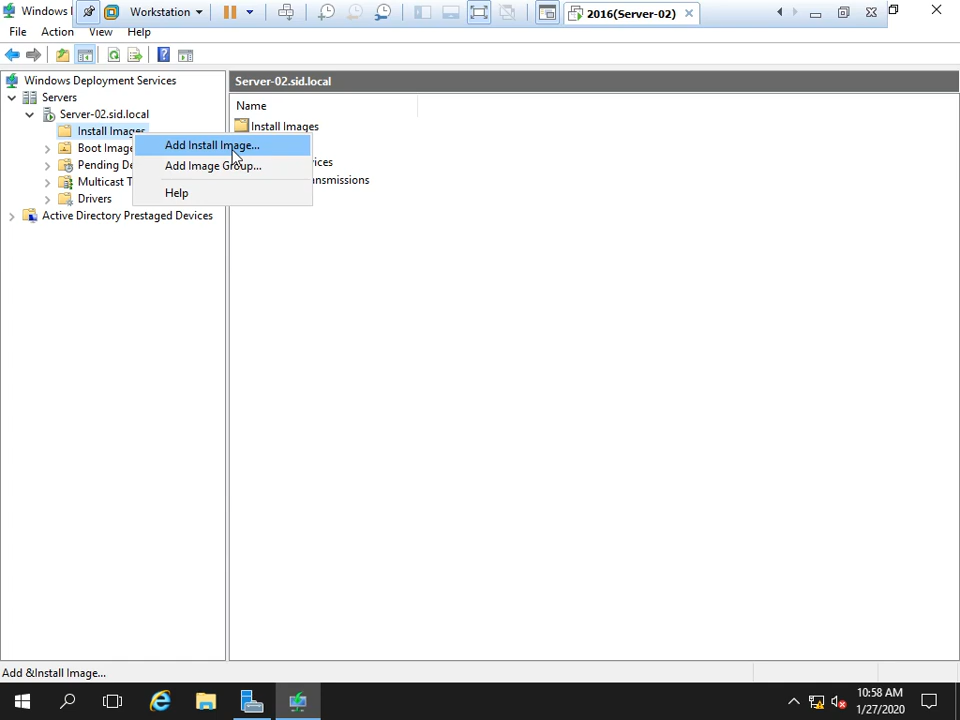 Windows
Workstation
2016(Server-02)
File Action View Help
Windows Deployment Services
Servers
Server-02.sid.local
Install Images
Boot Image
Pending De
Multicast T
Drivers
Active Directory Prestaged Devices
Server-02.sid.local
Name
Install Images
vices
nsmissions
Add Install Image...
Add Image Group...
Help
Add &Install Image...
10:58 AM
1/27/2020